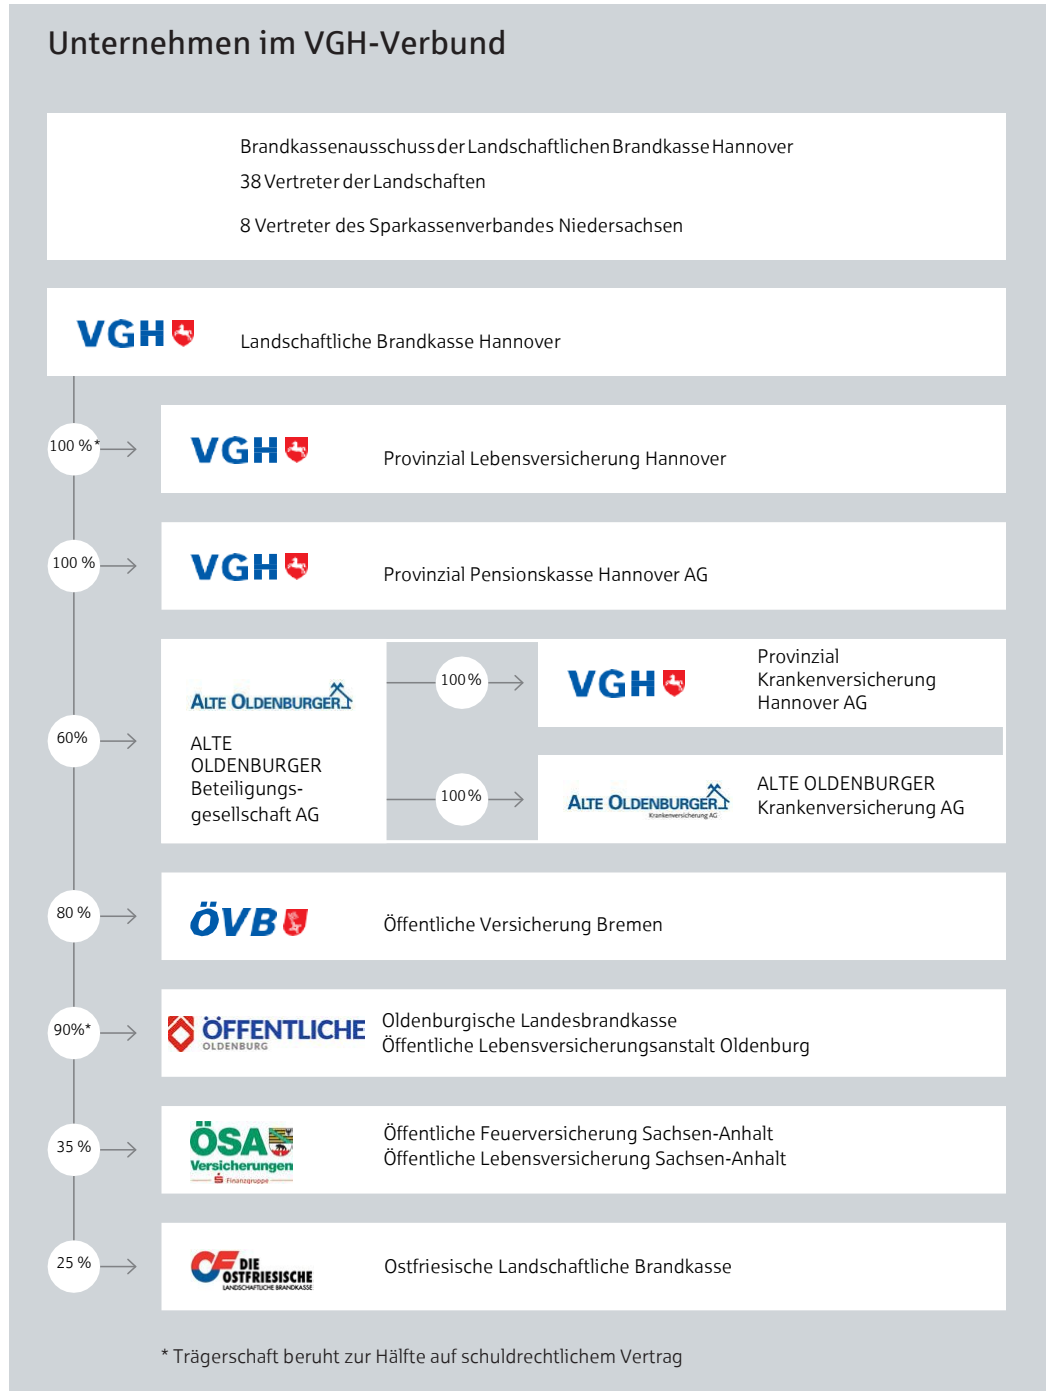 Unternehmen im VGH-Verbund
Brandkassenausschuss der Landschaftlichen Brandkasse Hannover
38 Vertreter der Landschaften
8 Vertreter des Sparkassenverbandes Niedersachsen
VGH
Landschaftliche Brandkasse Hannover
100 %*
VGH
Provinzial Lebensversicherung Hannover
100 %
VGH
Provinzial Pensionskasse Hannover AG
60%
ALTE OLDENBURGER
ALTE
OLDENBURGER
Beteiligungs-
gesellschaft AG
100 %
VGH
Provinzial
Krankenversicherung
Hannover AG
100 %
ALTE OLDENBURGER
Krankenversicherung AG
ALTE OLDENBURGER
Krankenversicherung AG
80 %
ÖVB
Öffentliche Versicherung Bremen
90%*
ÖFFENTLICHE
OLDENBURG
Oldenburgische Landesbrandkasse
Öffentliche Lebensversicherungsanstalt Oldenburg
35 %
ÖSA
Versicherungen
Finanzgruppe
Öffentliche Feuerversicherung Sachsen-Anhalt
Öffentliche Lebensversicherung Sachsen-Anhalt
25 %
DIE
OSTFRIESISCHE
LANDSCHAFTLICHE BRANDKASSE
Ostfriesische Landschaftliche Brandkasse
* Trägerschaft beruht zur Hälfte auf schuldrechtlichem Vertrag